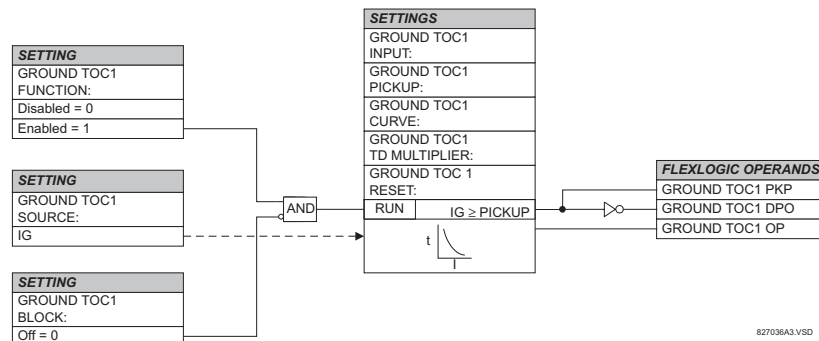 SETTING
GROUND TOC1
FUNCTION:
Disabled = 0
Enabled = 1
SETTING
GROUND TOC1
SOURCE:
IG
SETTING
GROUND TOC1
BLOCK:
Off = 0
AND
SETTINGS
GROUND TOC1
INPUT:
GROUND TOC1
PICKUP:
GROUND TOC1
CURVE:
GROUND TOC1
TD MULTIPLIER:
GROUND TOC 1
RESET:
RUN IG ≥ PICKUP
t
I
FLEXLOGIC OPERANDS
GROUND TOC1 PKP
GROUND TOC1 DPO
GROUND TOC1 OP
827036A3.VSD